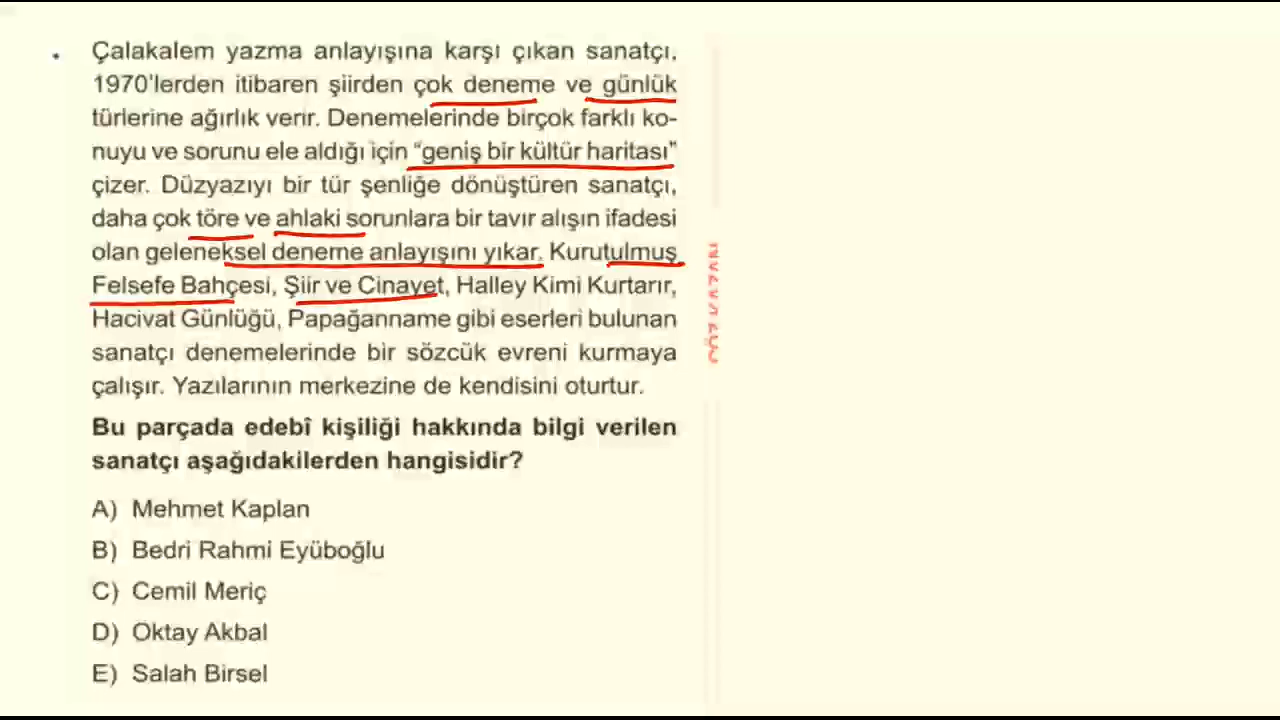 Çalakalem yazma anlayışına karşı çıkan sanatçı,
1970'lerden itibaren şiirden çok deneme ve günlük
türlerine ağırlık verir. Denemelerinde birçok farklı ko-
nuyu ve sorunu ele aldığı için "geniş bir kültür haritası"
çizer. Düzyazıyı bir tür şenliğe dönüştüren sanatçı,
daha çok töre ve ahlaki sorunlara bir tavır alışın ifadesi
olan geleneksel deneme anlayışını yıkar. Kurutulmuş
Felsefe Bahçesi, Şiir ve Cinayet, Halley Kimi Kurtarır,
Hacivat Günlüğü, Papağanname gibi eserleri bulunan
sanatçı denemelerinde bir sözcük evreni kurmaya
çalışır. Yazılarının merkezine de kendisini oturtur.
Bu parçada edebî kişiliği hakkında bilgi verilen
sanatçı aşağıdakilerden hangisidir?
A) Mehmet Kaplan
B) Bedri Rahmi Eyüboğlu
C) Cemil Meriç
D) Oktay Akbal
E) Salah Birsel